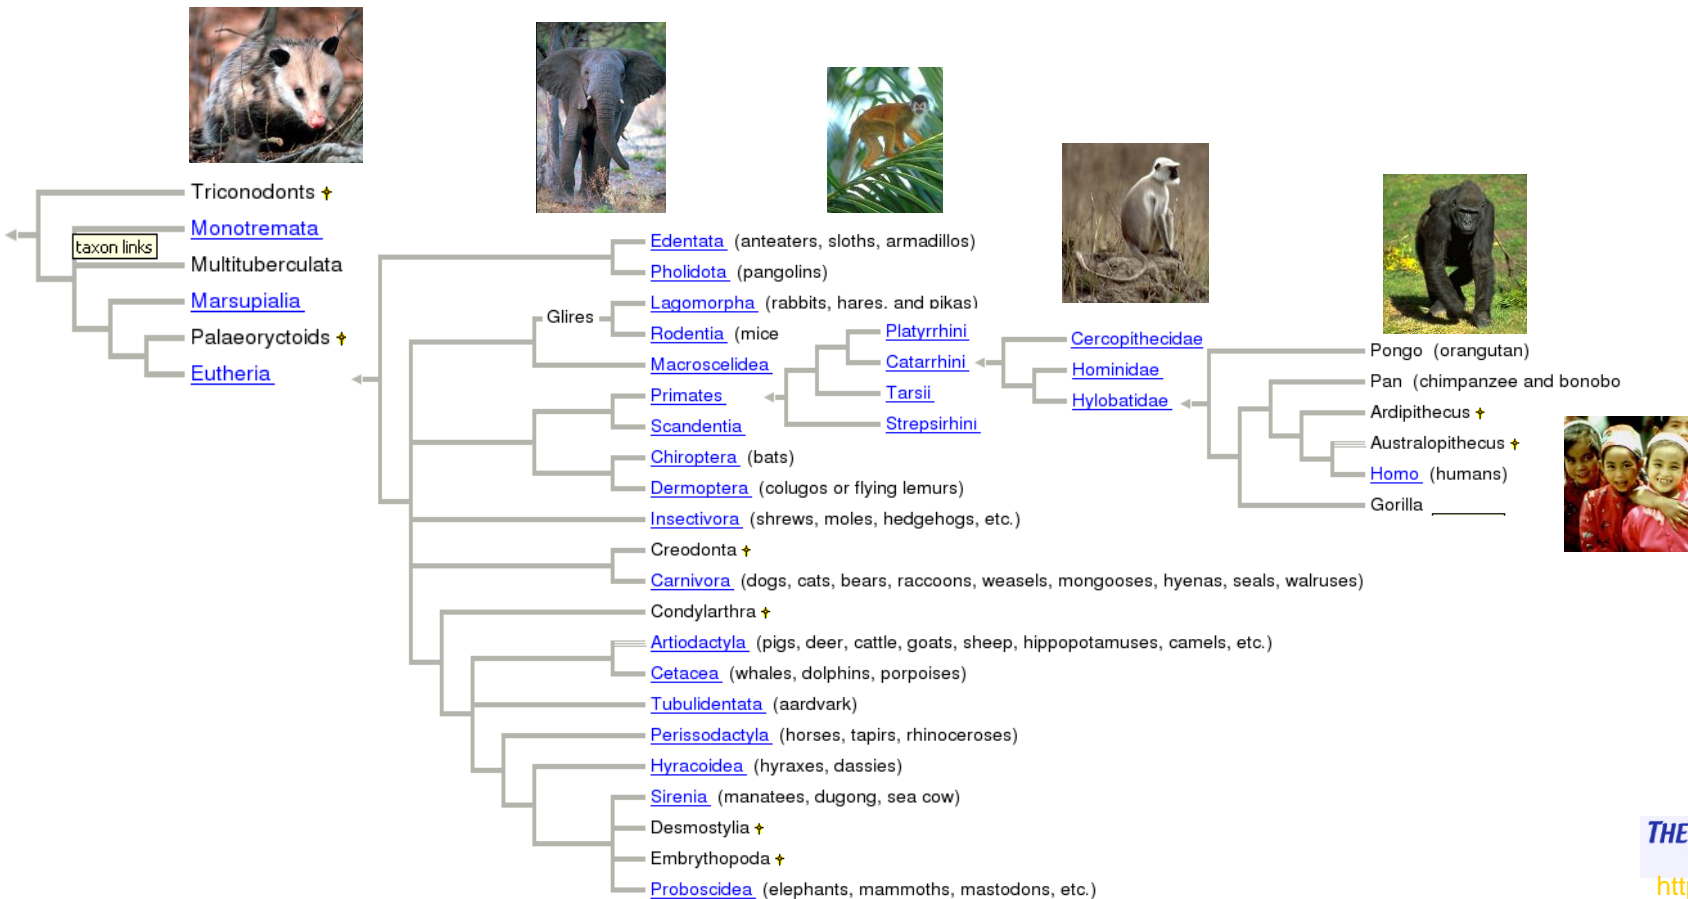 Triconodonts
Monotremata
taxon links
Multituberculata
Marsupialia
Palaeoryctoids
Eutheria
Edentata (anteaters, sloths, armadillos)
Pholidota (pangolins)
Glires
Lagomorpha (rabbits, hares, and pikas)
Rodentia (mice
Macroscelidea
Primates
Scandentia
Chiroptera (bats)
Dermoptera (colugos or flying lemurs)
Insectivora (shrews, moles, hedgehogs, etc.)
Creodonta
Carnivora (dogs, cats, bears, raccoons, weasels, mongooses, hyenas, seals, walruses)
Condylarthra
Artiodactyla (pigs, deer, cattle, goats, sheep, hippopotamuses, camels, etc.)
Cetacea (whales, dolphins, porpoises)
Tubulidentata (aardvark)
Perissodactyla (horses, tapirs, rhinoceroses)
Hyracoidea (hyraxes, dassies)
Sirenia (manatees, dugong, sea cow)
Desmostylia
Embrythopoda
Proboscidea (elephants, mammoths, mastodons, etc.)
Platyrrhini
Catarrhini
Tarsii
Strepsirhini
Cercopithecidae
Hominidae
Hylobatidae
Pongo (orangutan)
Pan (chimpanzee and bonobo
Ardipithecus
Australopithecus
Homo (humans)
Gorilla
THE
htt